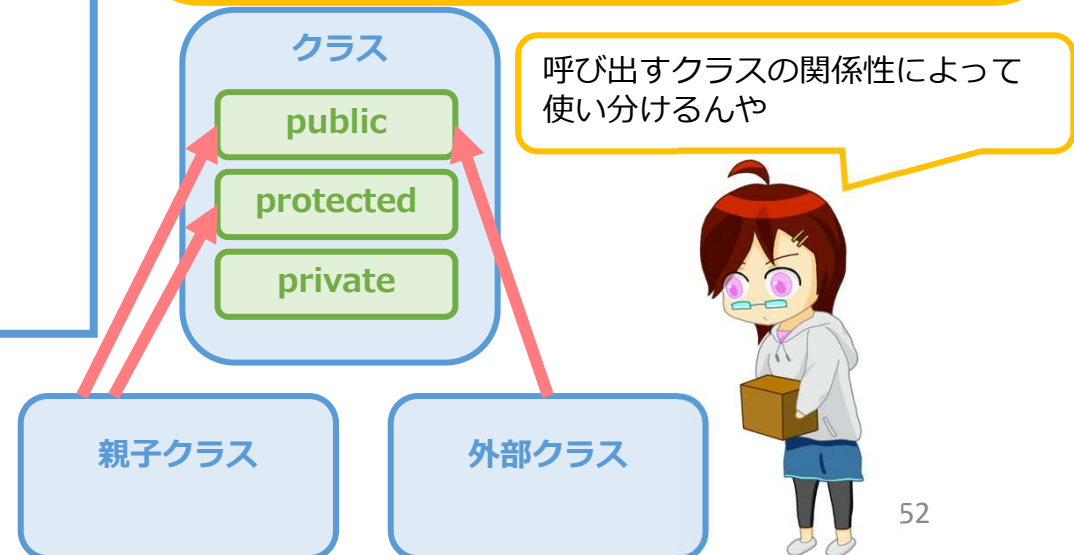 クラス
public
protected
private
呼び出すクラスの関係性によって
使い分けるんや
親子クラス
外部クラス
52